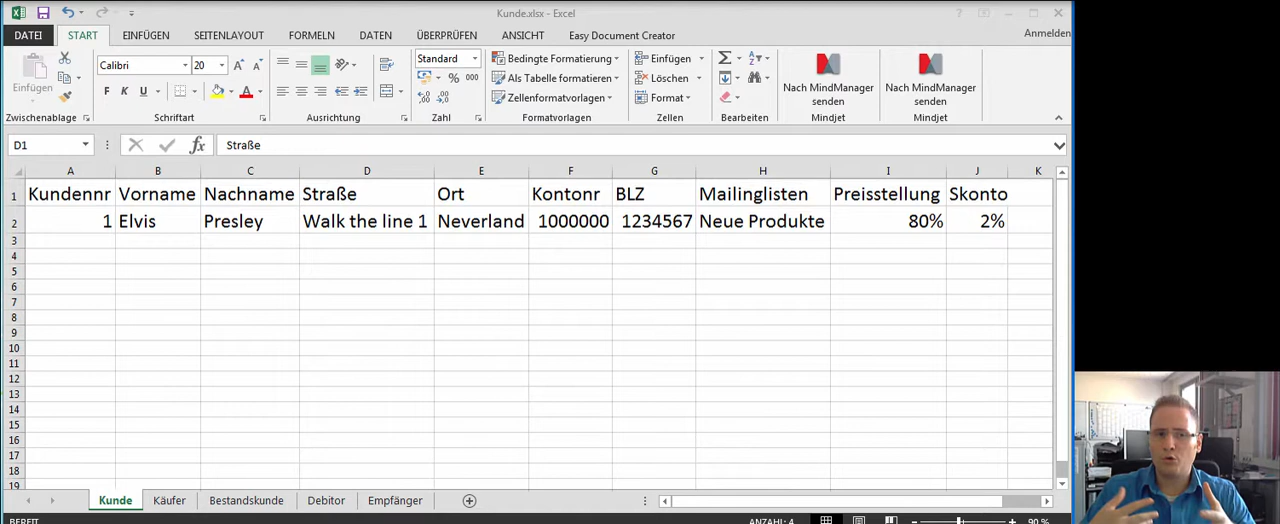 Kunde.xlsx - Excel
DATEI START EINFÜGEN SEITENLAYOUT FORMELN DATEN ÜBERPRÜFEN ANSICHT Easy Document Creator Anmelden
Calibri 20 Standard Bedingte Formatierung Einfügen
Einfügen % 000 Als Tabelle formatieren Löschen Nach MindManager senden Nach MindManager senden
F K U A Zellenformatvorlagen Format
Zwischenablage Schriftart Ausrichtung Zahl Formatvorlagen Zellen Bearbeiten Mindjet Mindjet
D1 fx Straße
A B C D E F G H I J K
1 Kundennr Vorname Nachname Straße Ort Kontonr BLZ Mailinglisten Preisstellung Skonto
2 1 Elvis Presley Walk the line 1 Neverland 1000000 1234567 Neue Produkte 80% 2%
3
4
5
6
7
8
9
10
11
12
13
14
15
16
17
18
19
Kunde Käufer Bestandskunde Debitor Empfänger
BEREIT ANZAHL: 4 90 %